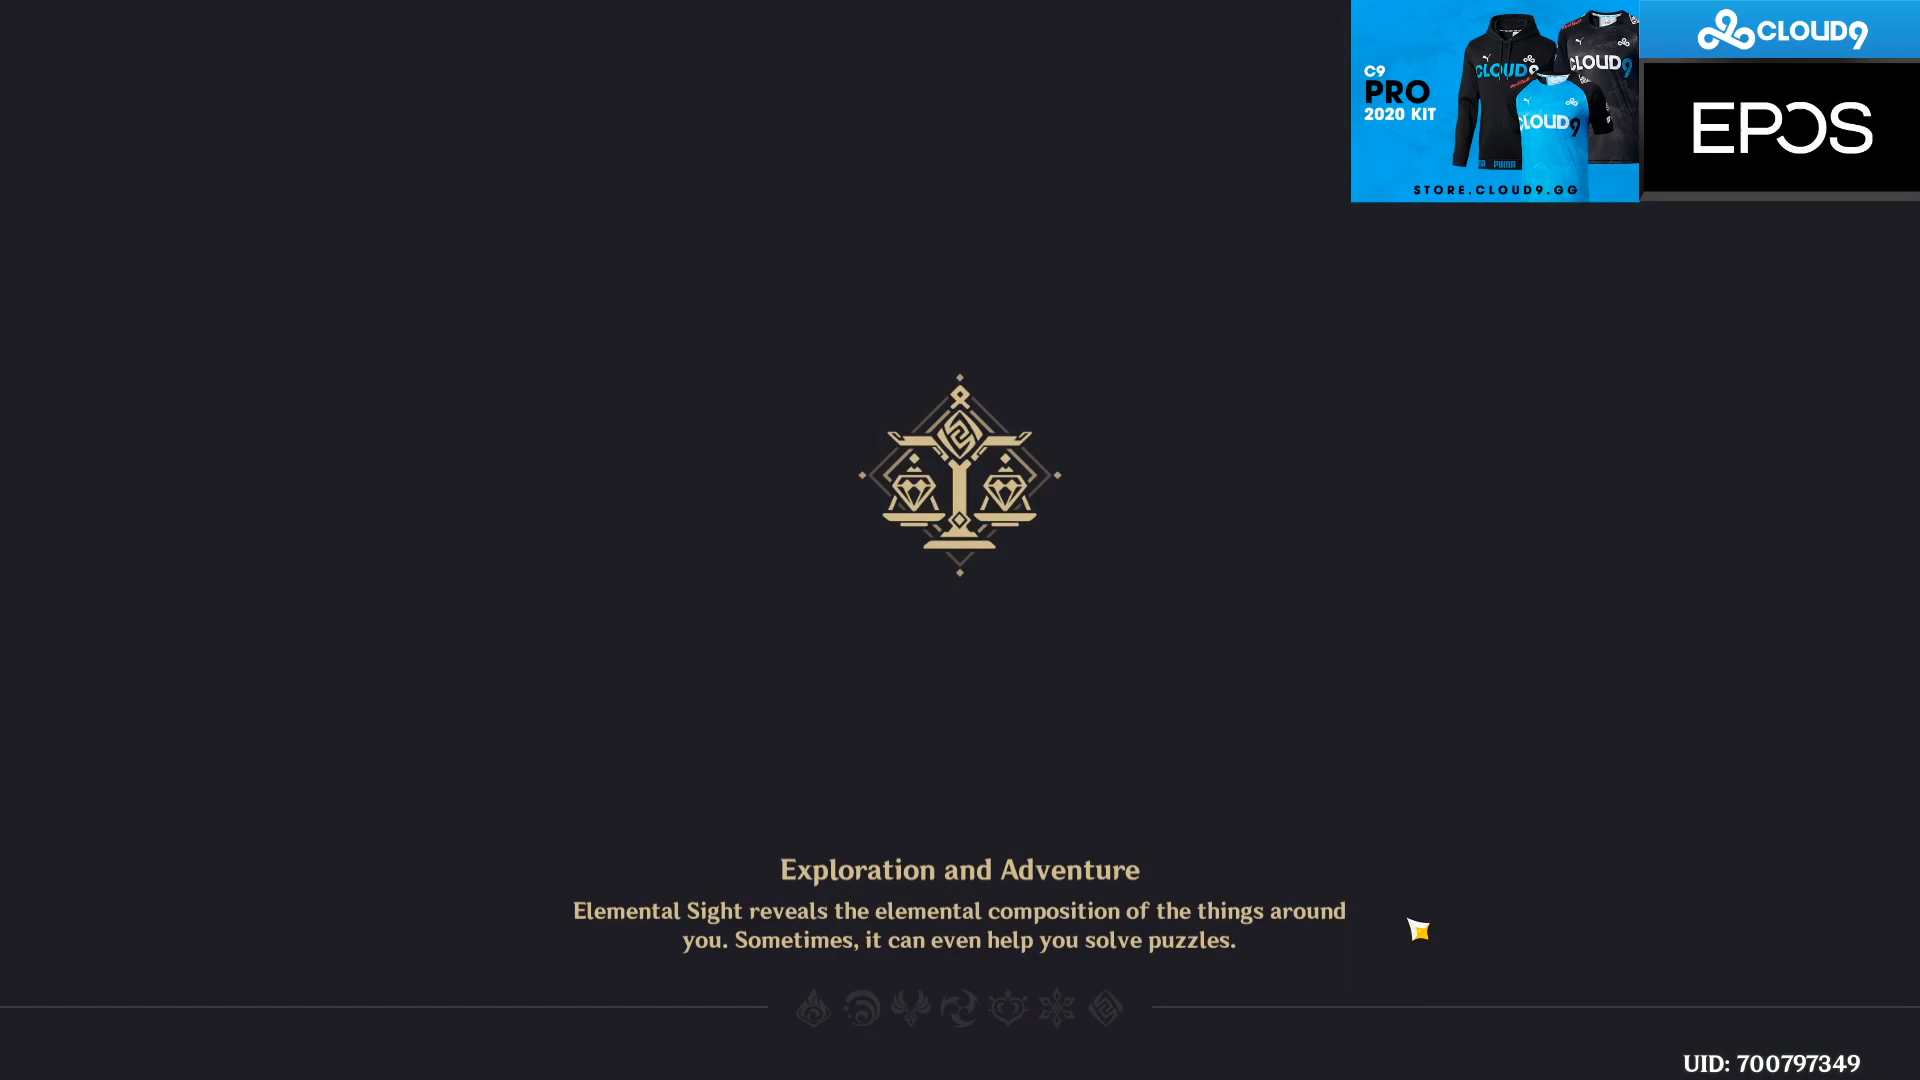 C9
PRO
2020 KIT
CLOUD9
CLOUD9
CLOUD9
PUMA
STORE.CLOUD9.GG
CLOUD9
EPOS
Exploration and Adventure
Elemental Sight reveals the elemental composition of the things around
you. Sometimes, it can even help you solve puzzles.
UID: 700797349